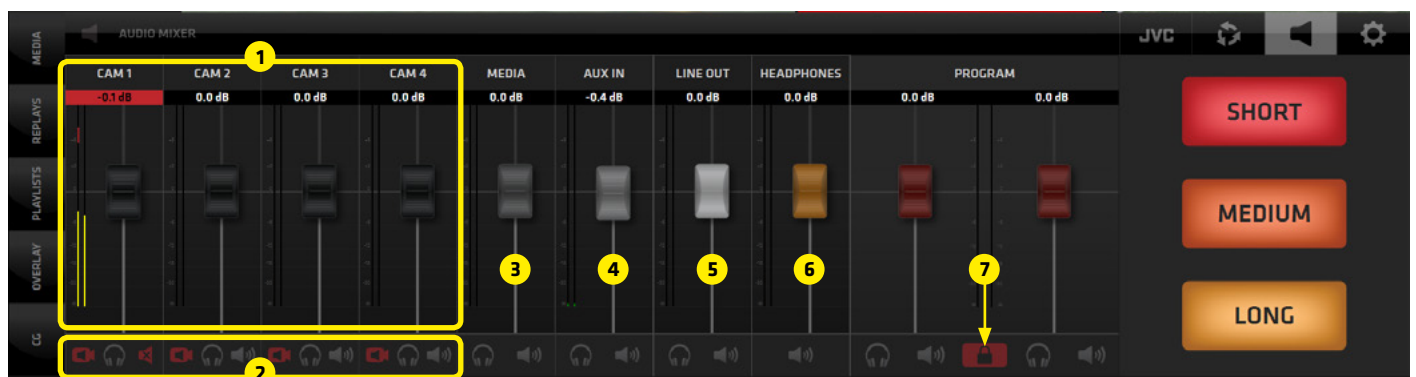 AUDIO MIXER
JVC
MEDIA
REPLAYS
PLAYLISTS
OVERLAY
CG
1
CAM 1 CAM 2 CAM 3 CAM 4 MEDIA AUX IN LINE OUT HEADPHONES PROGRAM
-0.1 dB 0.0 dB 0.0 dB 0.0 dB 0.0 dB -0.4 dB 0.0 dB 0.0 dB 0.0 dB 0.0 dB
3 4 5 6 7
2
SHORT
MEDIUM
LONG